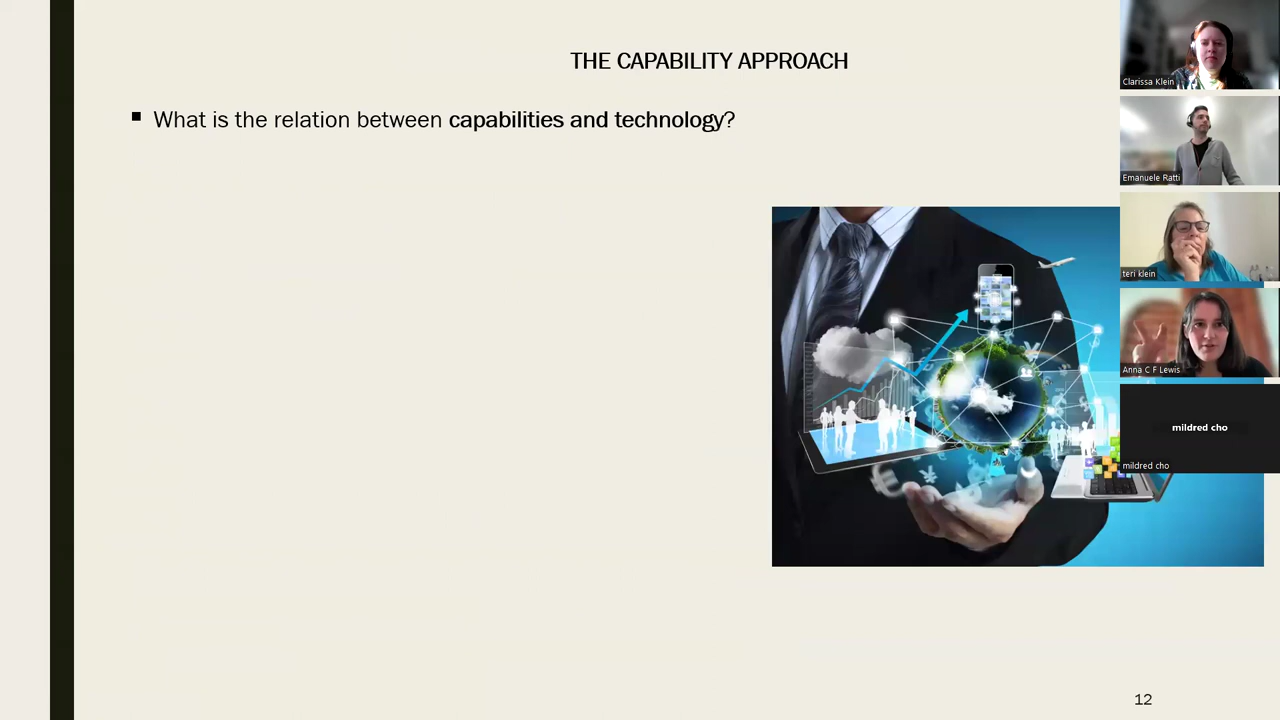 THE CAPABILITY APPROACH
What is the relation between capabilities and technology?
12
Clarissa Klein
Emanuele Ratti
teri klein
Anna C F Lewis
mildred cho
mildred cho